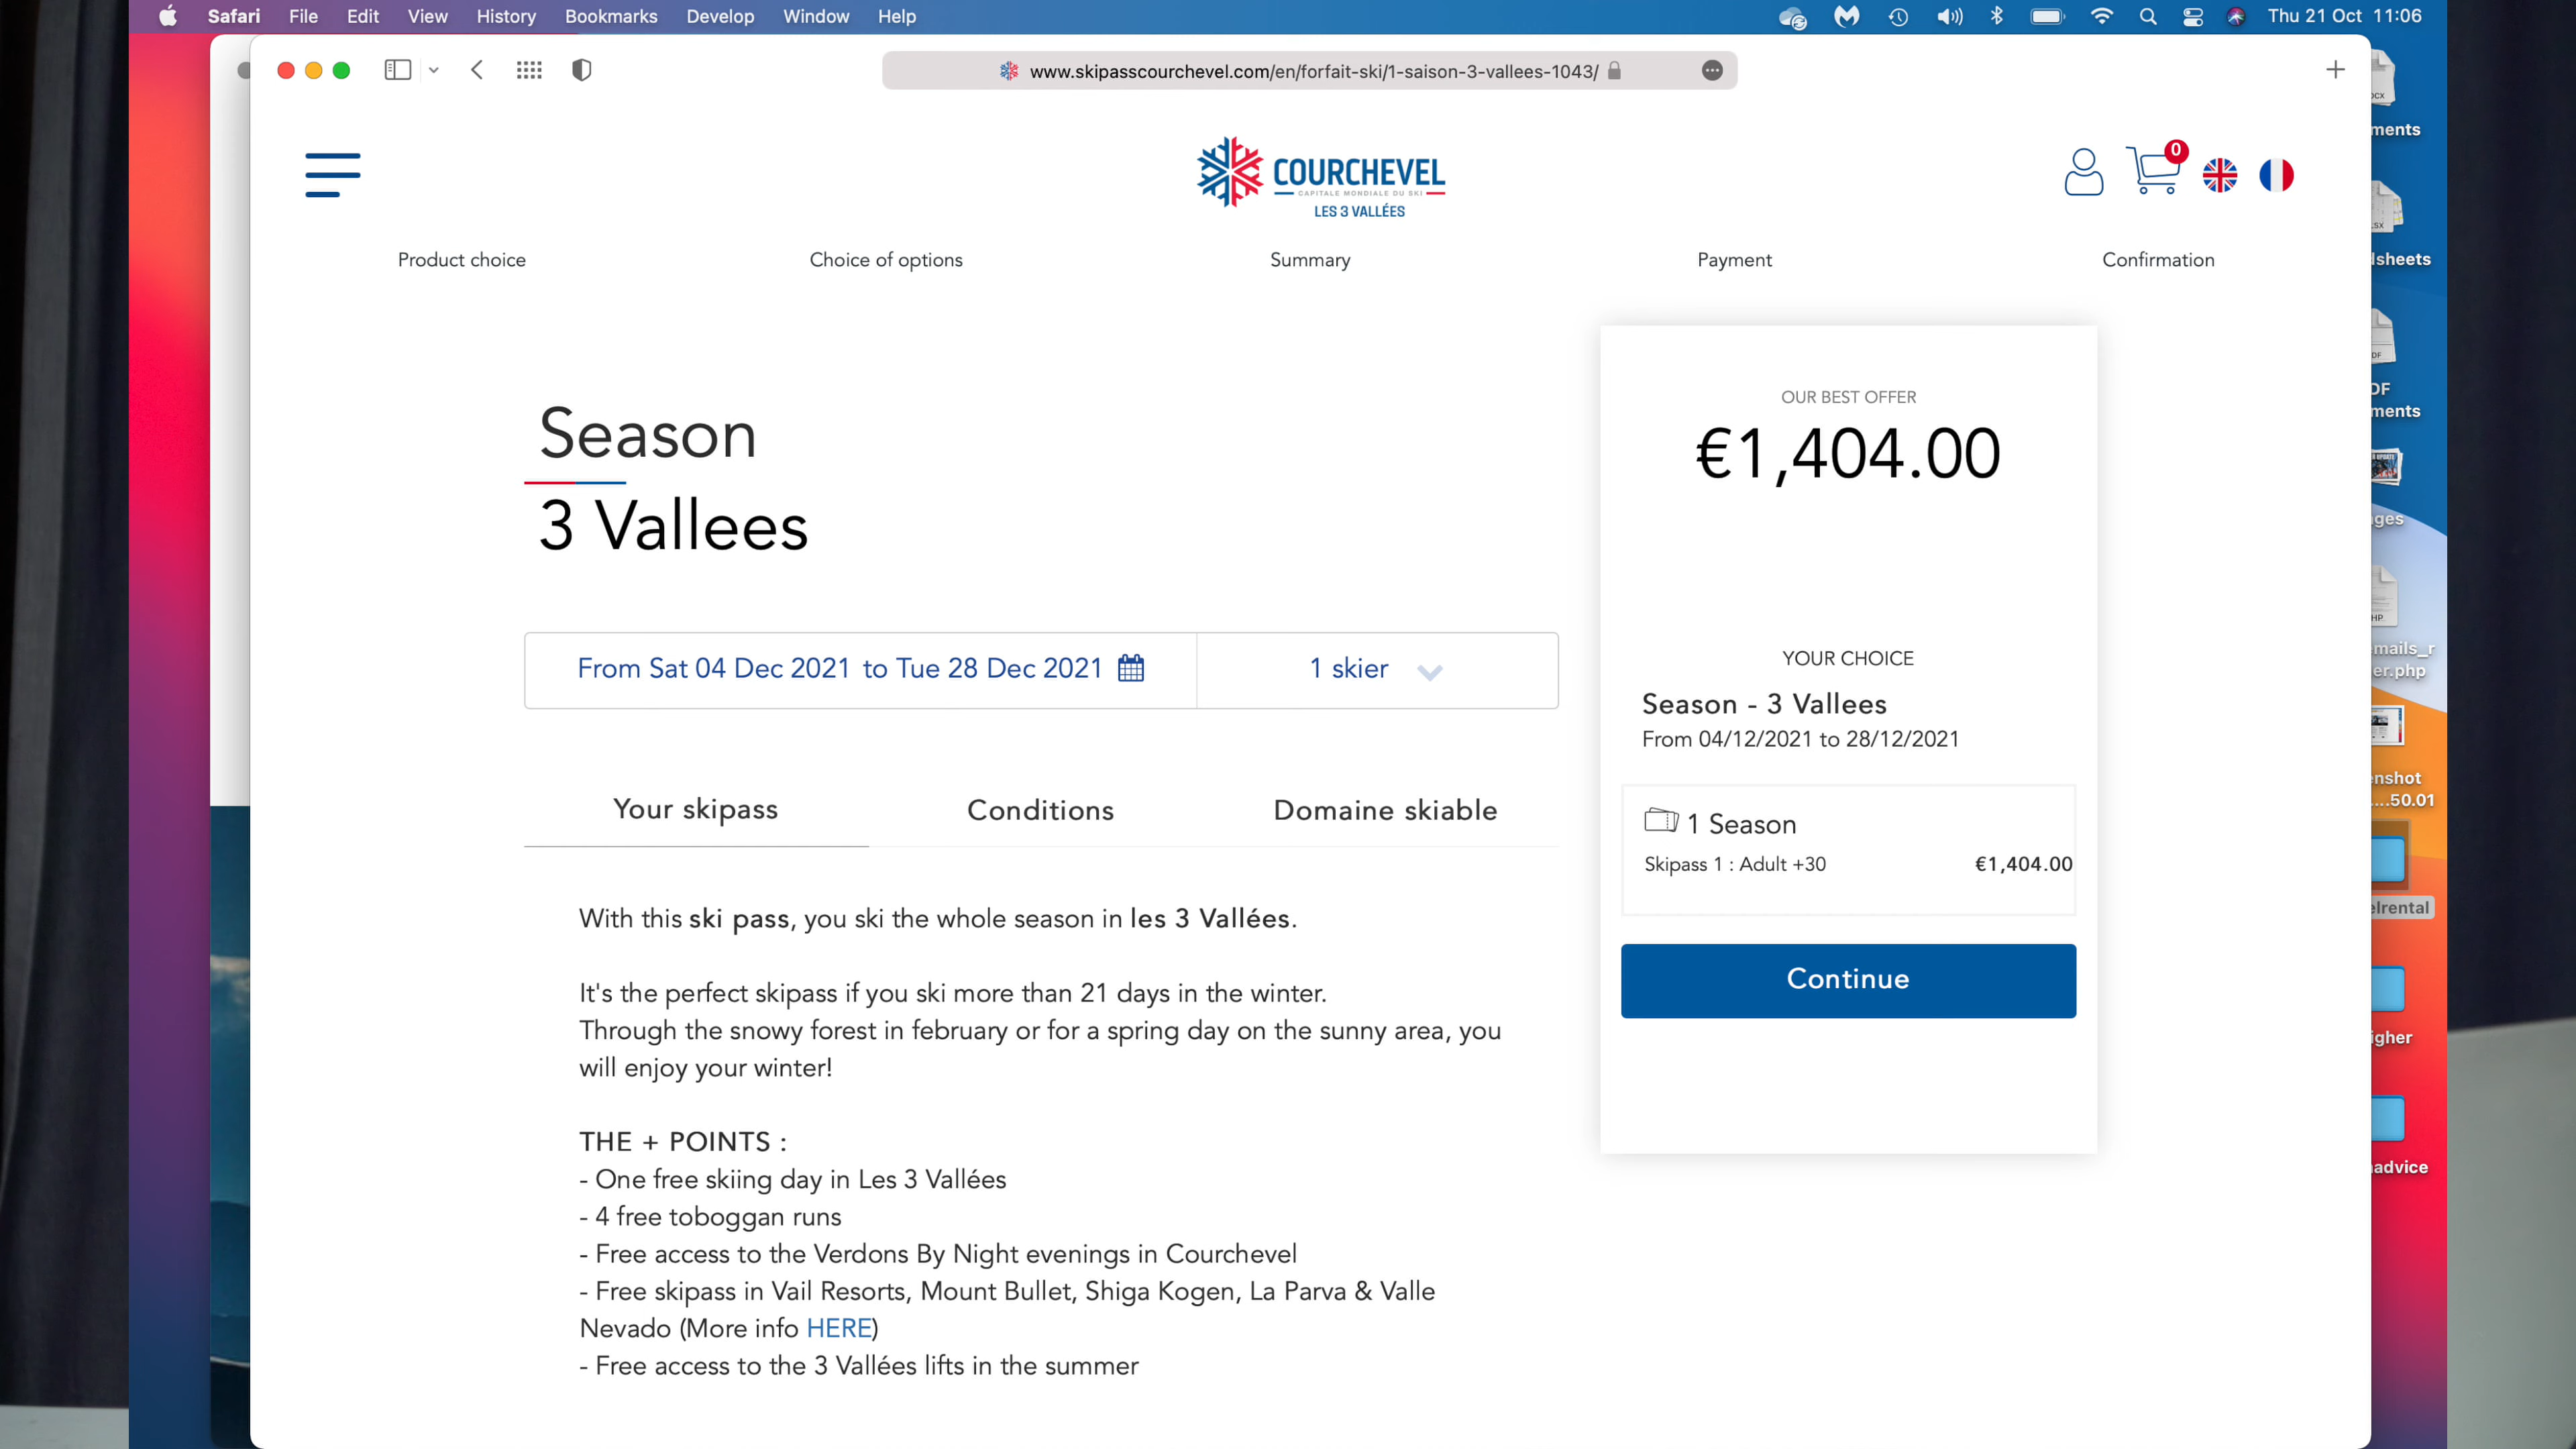 Safari File Edit View History Bookmarks Develop Window Help Thu 21 Oct 11:06
www.skipasscourchevel.com/en/forfait-ski/1-saison-3-vallees-1043/
COURCHEVEL
CAPITALE MONDIALE DU SKI
LES 3 VALLÉES
0
Product choice Choice of options Summary Payment Confirmation
Season
3 Vallees
From Sat 04 Dec 2021 to Tue 28 Dec 2021 1 skier
Your skipass Conditions Domaine skiable
With this ski pass, you ski the whole season in les 3 Vallées.
It's the perfect skipass if you ski more than 21 days in the winter.
Through the snowy forest in february or for a spring day on the sunny area, you
will enjoy your winter!
THE + POINTS :
- One free skiing day in Les 3 Vallées
- 4 free toboggan runs
- Free access to the Verdons By Night evenings in Courchevel
- Free skipass in Vail Resorts, Mount Bullet, Shiga Kogen, La Parva & Valle
Nevado (More info HERE)
- Free access to the 3 Vallées lifts in the summer
OUR BEST OFFER
€1,404.00
YOUR CHOICE
Season - 3 Vallees
From 04/12/2021 to 28/12/2021
1 Season
Skipass 1 : Adult +30 €1,404.00
Continue
ments
dsheets
DF
ments
ges
mails_r
er.php
enshot
....50.01
elrental
igher
advice